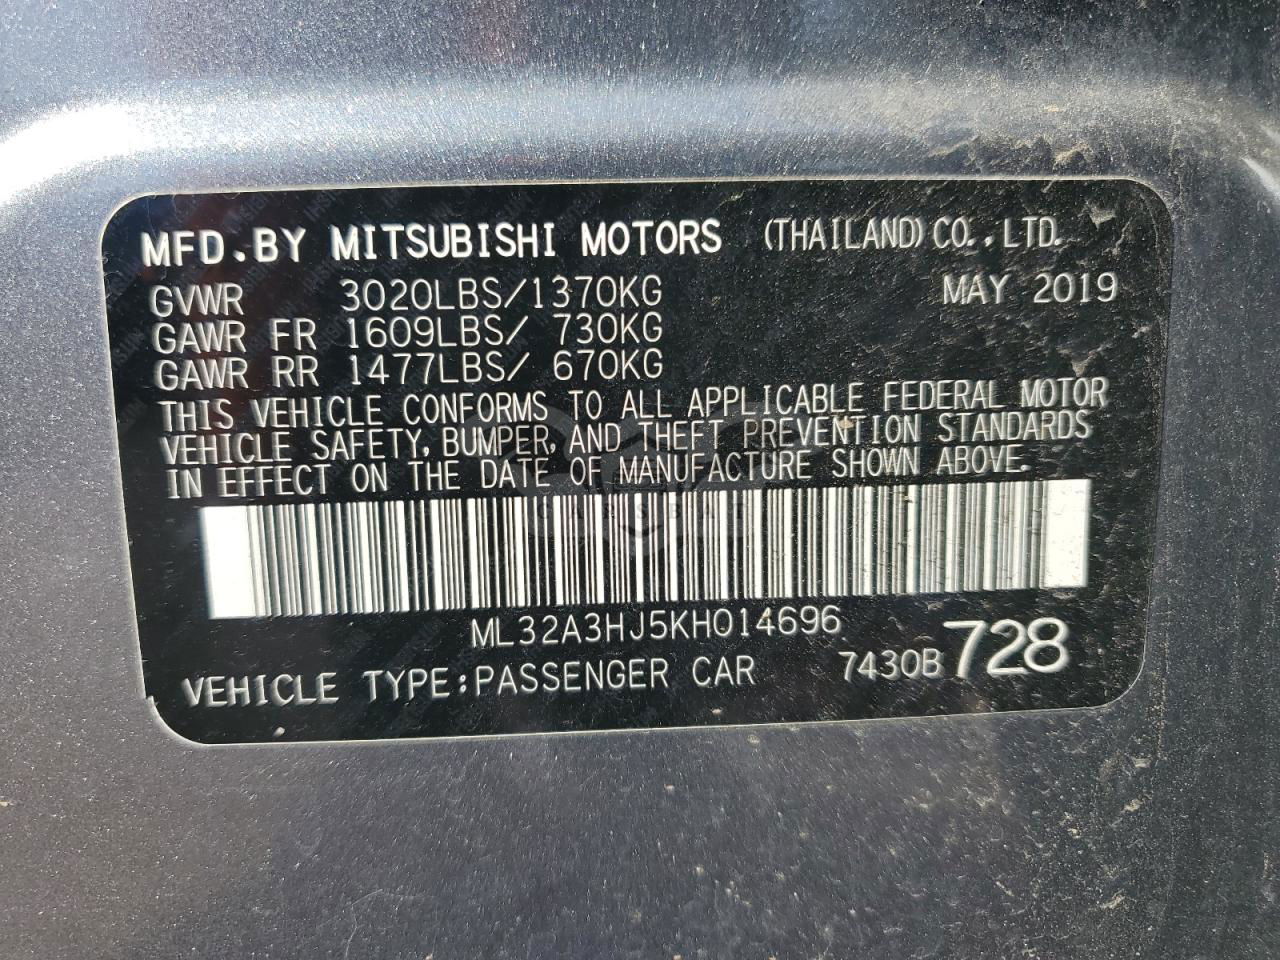 MFD.BY MITSUBISHI MOTORS (THAILAND) CO.,LTD.
GVWR 3020LBS/1370KG MAY 2019
GAWR FR 1609LBS/ 730KG
GAWR RR 1477LBS/ 670KG
THIS VEHICLE CONFORMS TO ALL APPLICABLE FEDERAL MOTOR
VEHICLE SAFETY, BUMPER, AND THEFT PREVENTION STANDARDS
IN EFFECT ON THE DATE OF MANUFACTURE SHOWN ABOVE.
CARSBAT
ML32A3HJ5KH014696
VEHICLE TYPE:PASSENGER CAR 7430B 728